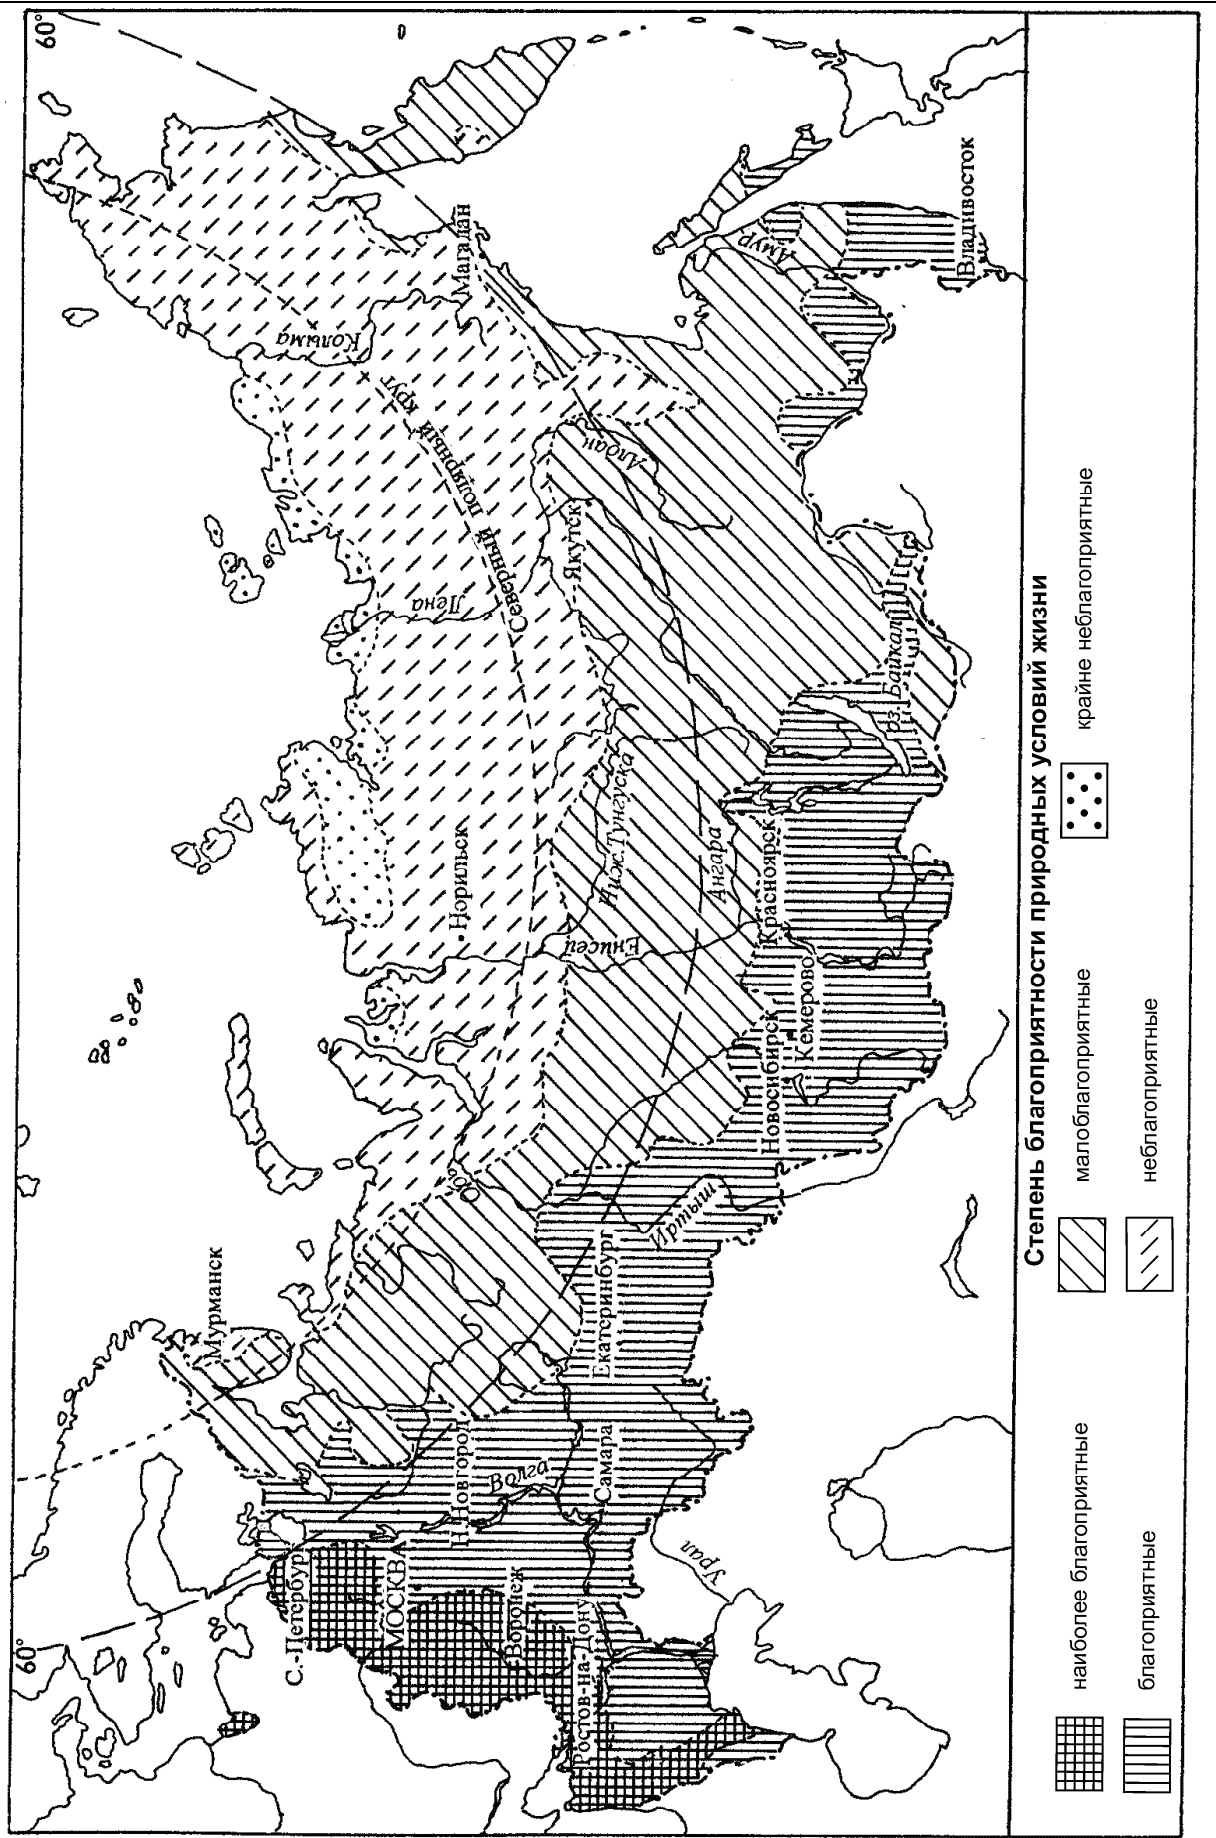 60°
60°
Мурманск
С.-Петербург
МОСКВА
Н. Новгород
Волга
Воронеж
Самара
Ростов-на-Дону
Урал
Екатеринбург
Обь
Иртыш
Новосибирск
Кемерово
Красноярск
Норильск
Енисей
Ниж.Тунгуска
Ангара
оз. Байкал
Лена
Якутск
Алдан
Северный полярный круг
Колыма
Магадан
Амур
Владивосток
Степень благоприятности природных условий жизни
наиболее благоприятные
малоблагоприятные
крайне неблагоприятные
благоприятные
неблагоприятные